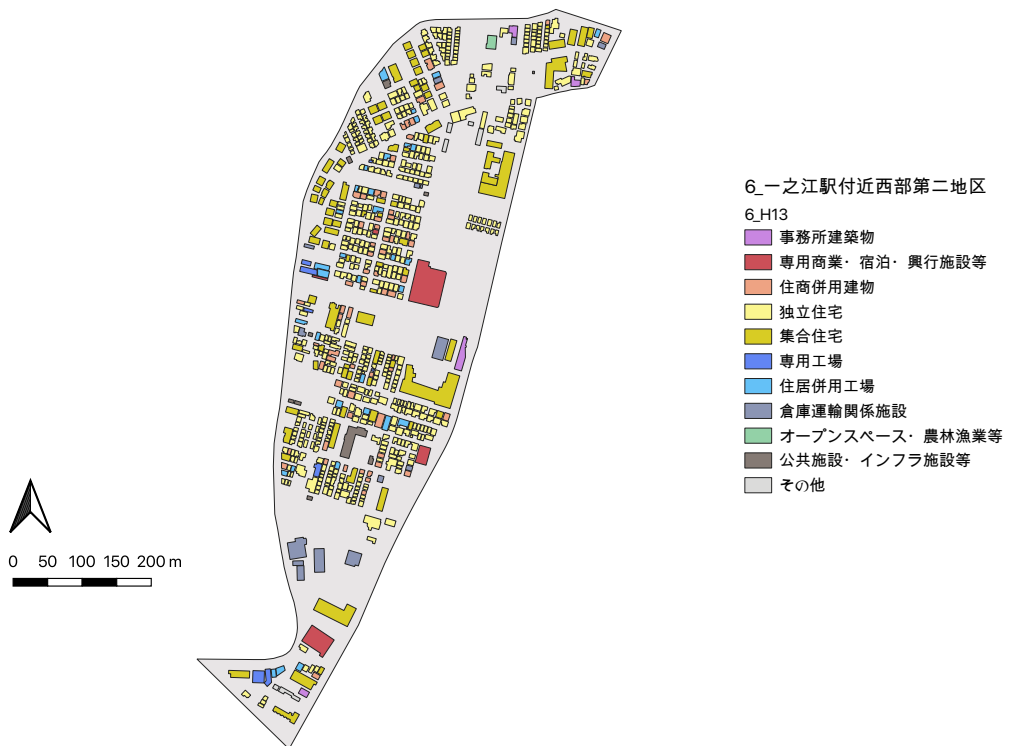 6_一之江駅付近西部第二地区
6_H13
事務所建築物
専用商業・宿泊・興行施設等
住商併用建物
独立住宅
集合住宅
専用工場
住居併用工場
倉庫運輸関係施設
オープンスペース・農林漁業等
公共施設・インフラ施設等
その他
0 50 100 150 200 m